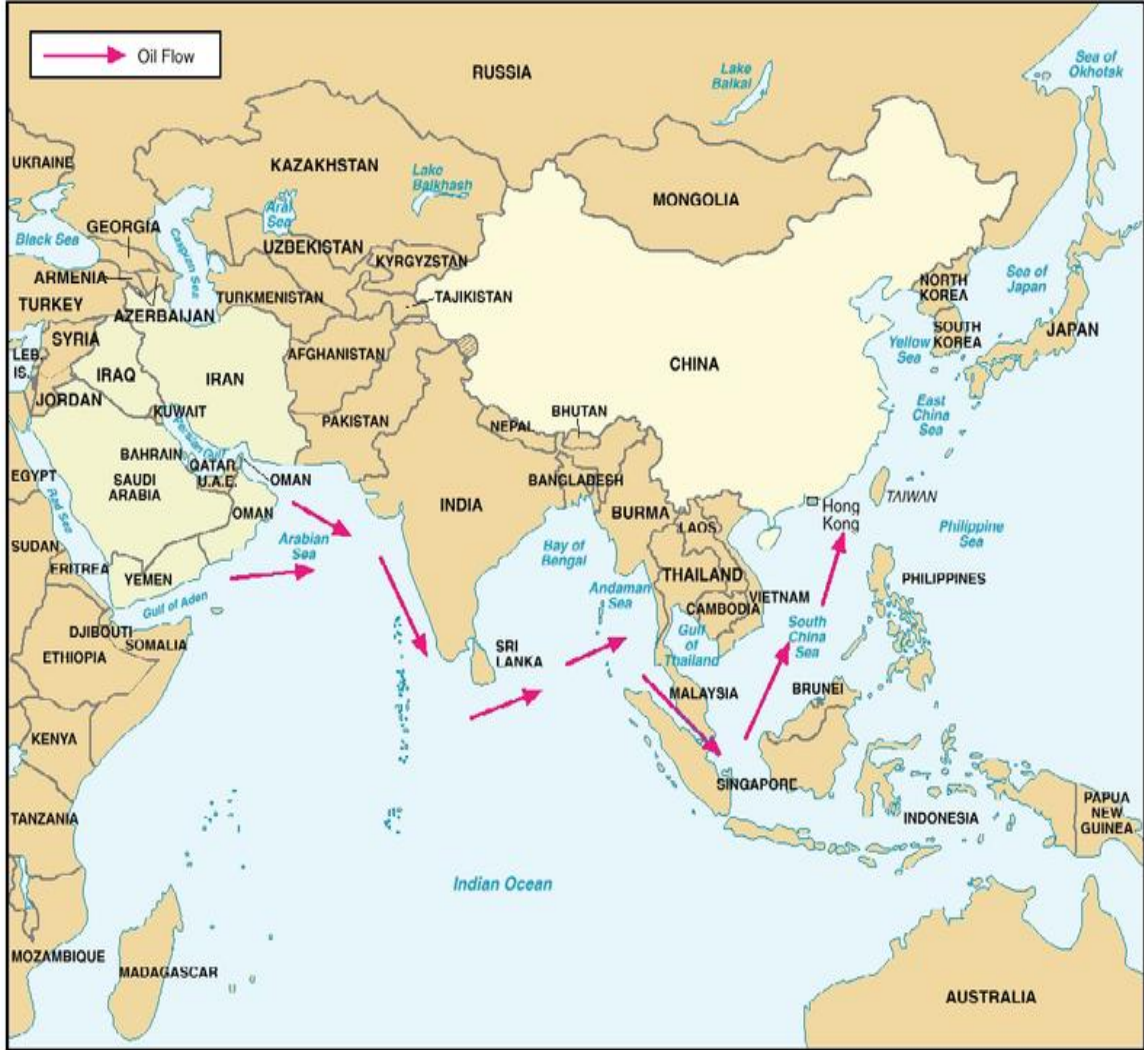 Oil Flow
RUSSIA
Lake
Baikal
Sea of
Okhotsk
UKRAINE
KAZAKHSTAN
Lake
Balkhash
MONGOLIA
Aral
Sea
GEORGIA
Black Sea
Caspian Sea
UZBEKISTAN
KYRGYZSTAN
ARMENIA
TURKEY
AZERBAIJAN
TURKMENISTAN
TAJIKISTAN
NORTH
KOREA
Sea of
Japan
SYRIA
SOUTH
KOREA
JAPAN
LEB.
IS.
IRAQ
IRAN
AFGHANISTAN
CHINA
Yellow
Sea
JORDAN
KUWAIT
PAKISTAN
NEPAL
BHUTAN
East
China
Sea
Persian Gulf
BAHRAIN
QATAR
U.A.E.
OMAN
EGYPT
SAUDI
ARABIA
Red Sea
OMAN
INDIA
BANGLADESH
BURMA
LAOS
Hong
Kong
TAIWAN
Philippine
Sea
SUDAN
ERITREA
YEMEN
Arabian
Sea
Bay of
Bengal
THAILAND
VIETNAM
PHILIPPINES
Gulf of Aden
Andaman
Sea
CAMBODIA
DJIBOUTI
SOMALIA
ETHIOPIA
SRI
LANKA
Gulf
of
Thailand
South
China
Sea
MALAYSIA
BRUNEI
KENYA
SINGAPORE
TANZANIA
INDONESIA
PAPUA
NEW
GUINEA
Indian Ocean
MOZAMBIQUE
MADAGASCAR
AUSTRALIA